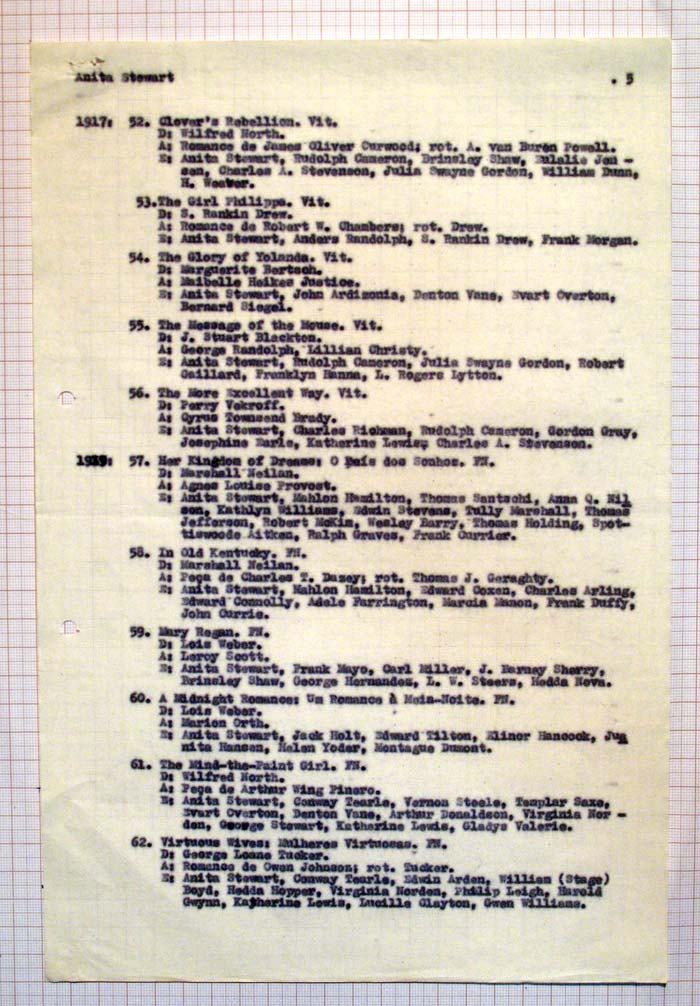 Anita Stewart . 5
1917: 52. Clover's Rebellion. Vit.
D: Wilfred North.
A: Romance de James Oliver Curwood; rot. A. van Buren Powell.
E: Anita Stewart, Rudolph Cameron, Brinsley Shaw, Eulalie Jen -
sen, Charles A. Stevenson, Julia Swayne Gordon, William Dunn,
H. Weaver.
53.The Girl Philippa. Vit.
D: S. Rankin Drew.
A: Romance de Robert W. Chambers; rot. Drew.
E: Anita Stewart, Anders Randolph, S. Rankin Drew, Frank Morgan.
54. The Glory of Yolanda. Vit.
D: Marguerite Bertsch.
A: Maibelle Heikes Justice.
E: Anita Stewart, John Ardizonia, Denton Vane, Evart Overton,
Bernard Siegel.
55. The Message of the Mouse. Vit.
D: J. Stuart Blackton.
A: George Randolph, Lillian Christy.
E: Anita Stewart, Rudolph Cameron, Julia Swayne Gordon, Robert
Gaillard, Franklyn Hanna, L. Rogers Lytton.
56. The More Excellent Way. Vit.
D: Perry Vekroff.
A: Cyrus Townsend Brady.
E: Anita Stewart, Charles Richman, Rudolph Cameron, Gordon Gray,
Josephine Earle, Katherine Lewis, Charles A. Stevenson.
1919: 57. Her Kingdom of Dreams: O País dos Sonhos. FN.
D: Marshall Neilan.
A: Agnes Louise Provost.
E: Anita Stewart, Mahlon Hamilton, Thomas Santschi, Anna Q. Nil
son, Kathlyn Williams, Edwin Stevens, Tully Marshall, Thomas
Jefferson, Robert McKim, Wesley Barry, Thomas Holding, Spot-
tiswoode Aitken, Ralph Graves, Frank Currier.
58. In Old Kentucky. FN.
D: Marshall Neilan.
A: Peça de Charles T. Dazey; rot. Thomas J. Geraghty.
E: Anita Stewart, Mahlon Hamilton, Edward Coxen, Charles Arling,
Edward Connolly, Adele Farrington, Marcia Manon, Frank Duffy,
John Currie.
59. Mary Regan. FN.
D: Lois Weber.
A: Leroy Scott.
E: Anita Stewart, Frank Mayo, Carl Miller, J. Barney Sherry,
Brinsley Shaw, George Hernandez, L. W. Steers, Hedda Nova.
60. A Midnight Romance: Um Romance à Meia-Noite. FN.
D: Lois Weber.
A: Marion Orth.
E: Anita Stewart, Jack Holt, Edward Tilton, Elinor Hancock, Jua
nita Hansen, Helen Yoder, Montague Dumont.
61. The Mind-the-Paint Girl. FN.
D: Wilfred North.
A: Peça de Arthur Wing Pinero.
E: Anita Stewart, Conway Tearle, Vernon Steele, Templar Saxe,
Evart Overton, Denton Vane, Arthur Donaldson, Virginia Nor -
den, George Stewart, Katherine Lewis, Gladys Valerie.
62. Virtuous Wives: Mulheres Virtuosas. FN.
D: George Loane Tucker.
A: Romance de Owen Johnson; rot. Tucker.
E: Anita Stewart, Conway Tearle, Edwin Arden, William (Stage)
Boyd, Hedda Hopper, Virginia Norden, Philip Leigh, Harold
Gwynn, Katherine Lewis, Lucille Clayton, Gwen Williams.